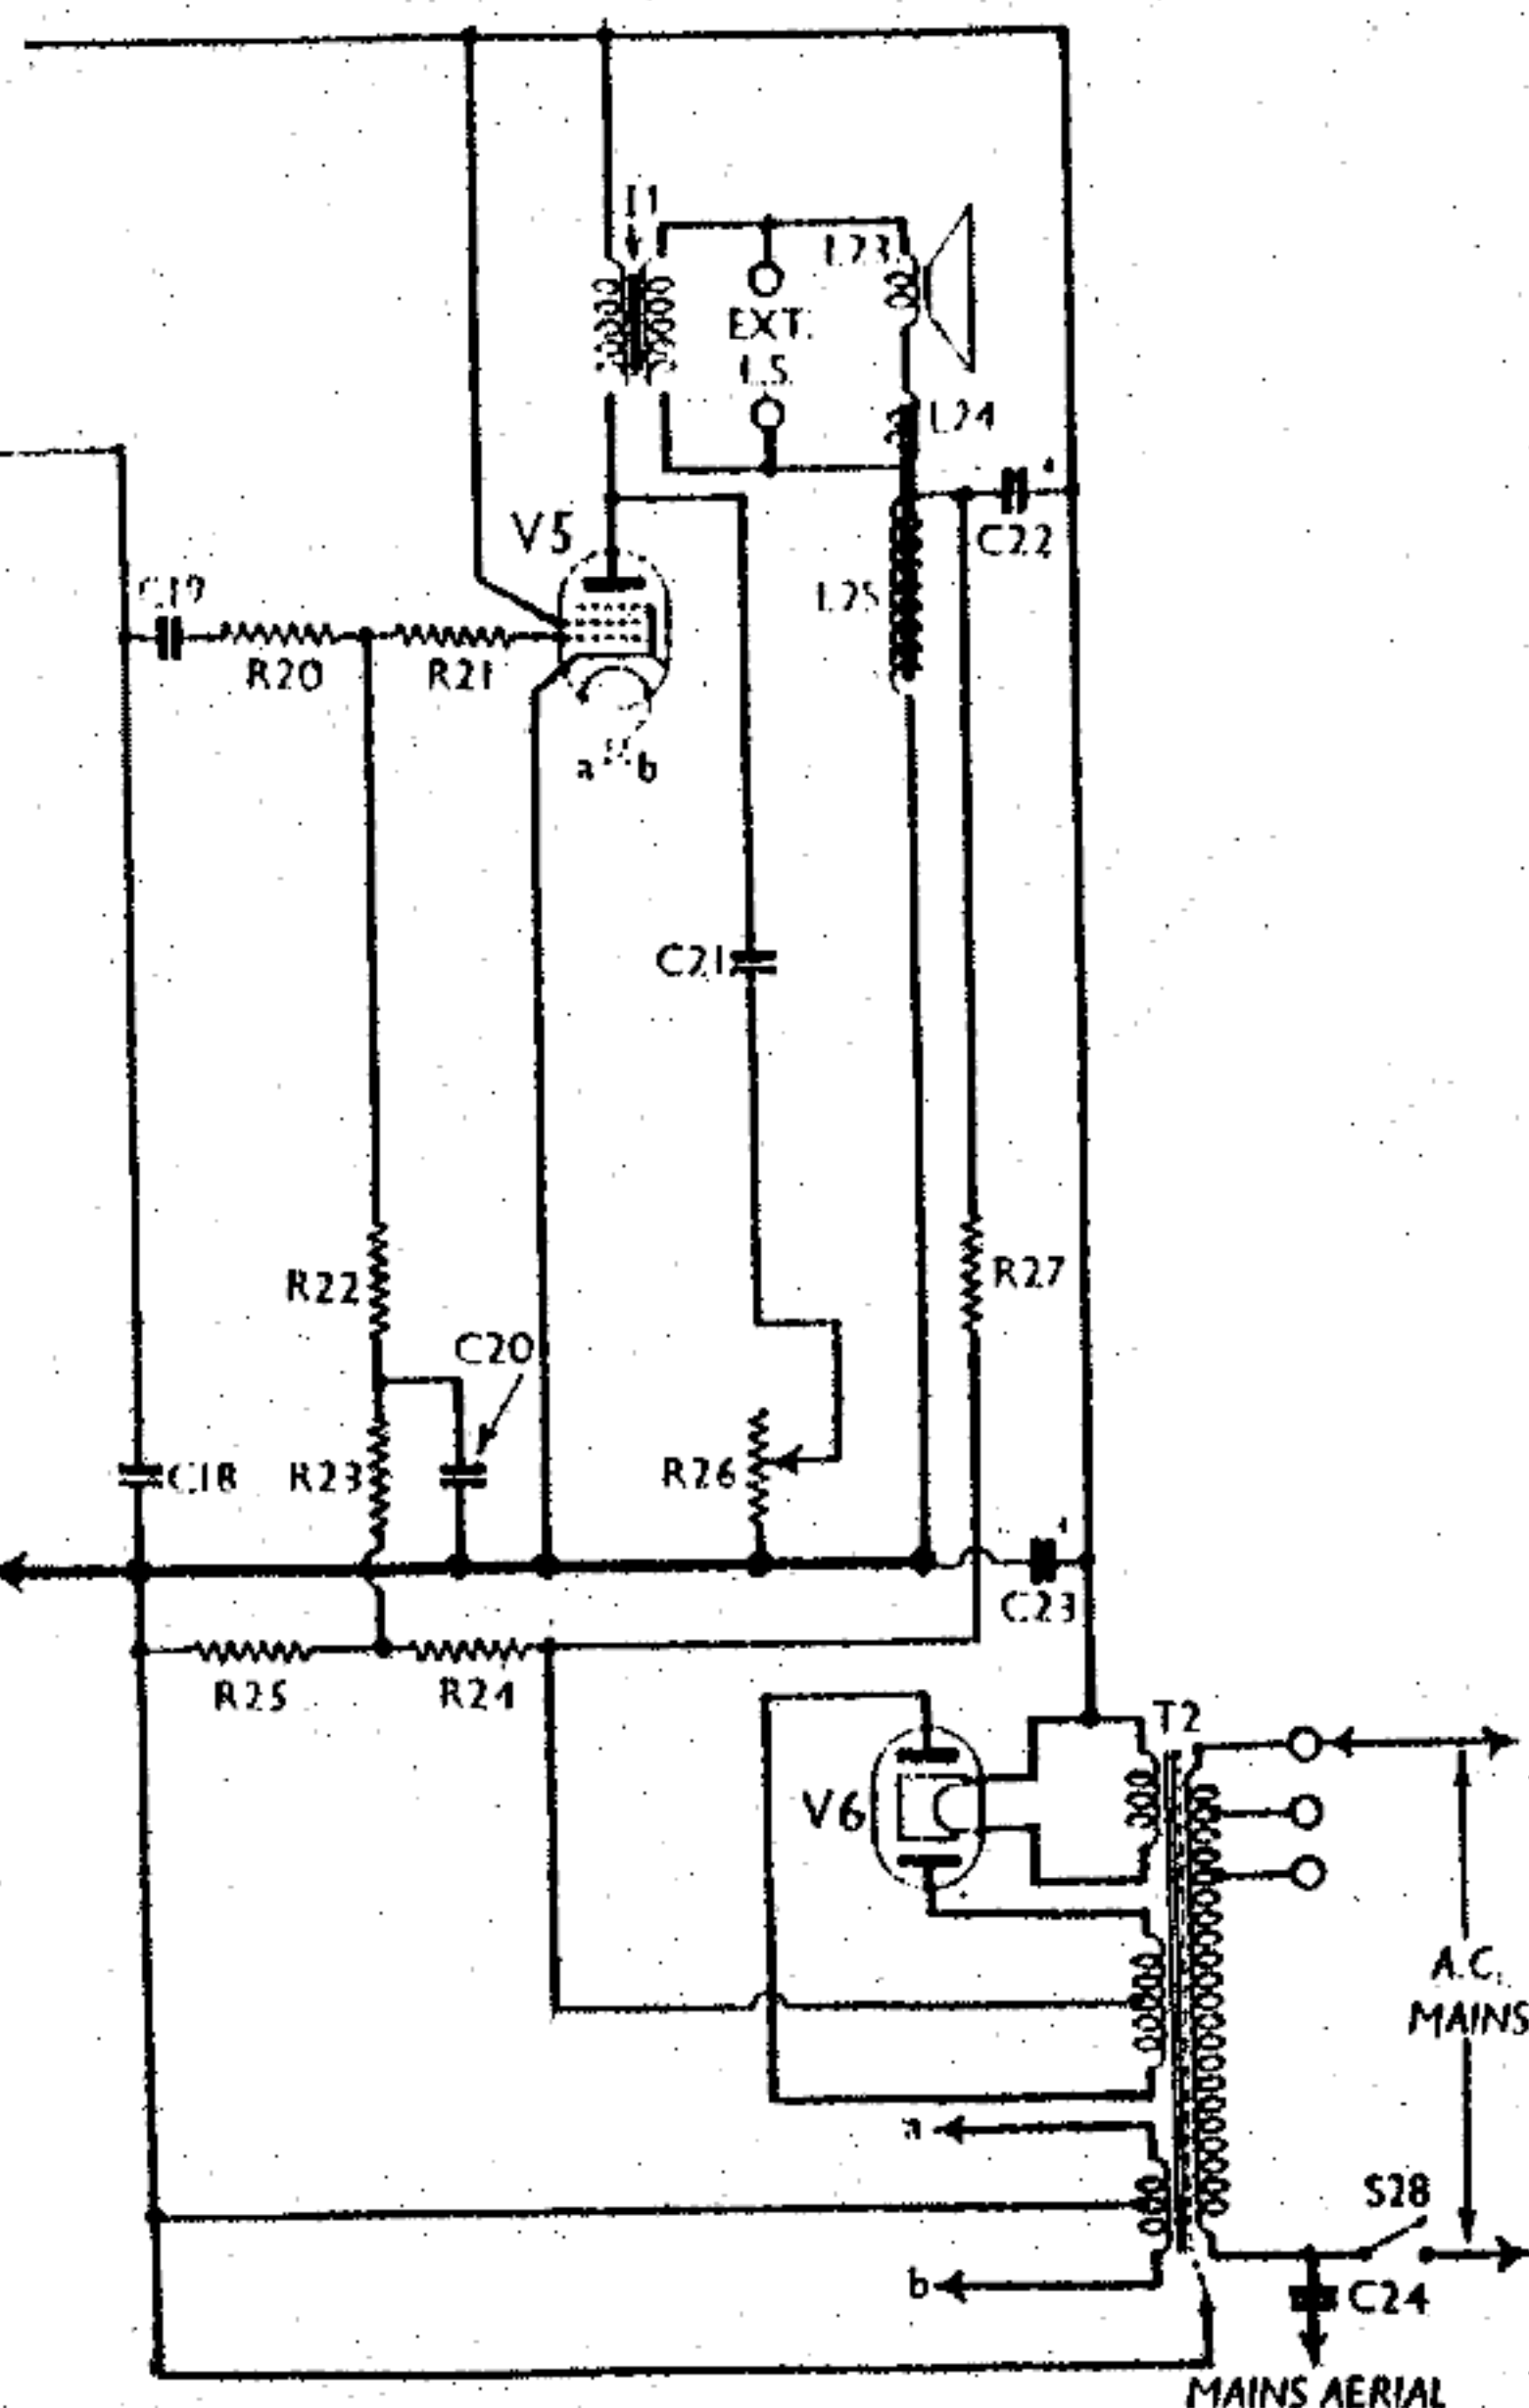 T1
L23
EXT.
L.S.
L24
V5
C22
C19
L25
R20
R21
a
b
C21
R22
R27
C20
C18
R23
R26
C23
R25
R24
T2
V6
A.C.
MAINS
a
S28
b
C24
MAINS AERIAL